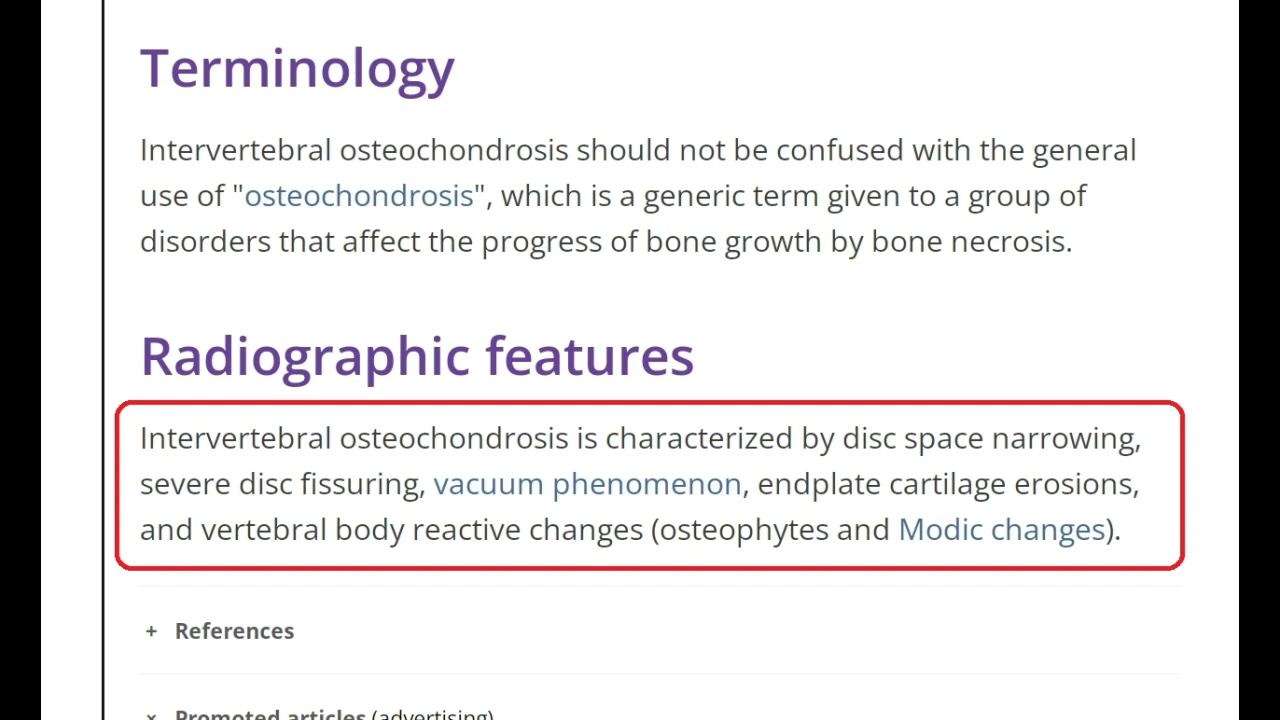 Terminology
Intervertebral osteochondrosis should not be confused with the general
use of "osteochondrosis", which is a generic term given to a group of
disorders that affect the progress of bone growth by bone necrosis.
Radiographic features
Intervertebral osteochondrosis is characterized by disc space narrowing,
severe disc fissuring, vacuum phenomenon, endplate cartilage erosions,
and vertebral body reactive changes (osteophytes and Modic changes).
+ References
× Promoted articles (advertising)